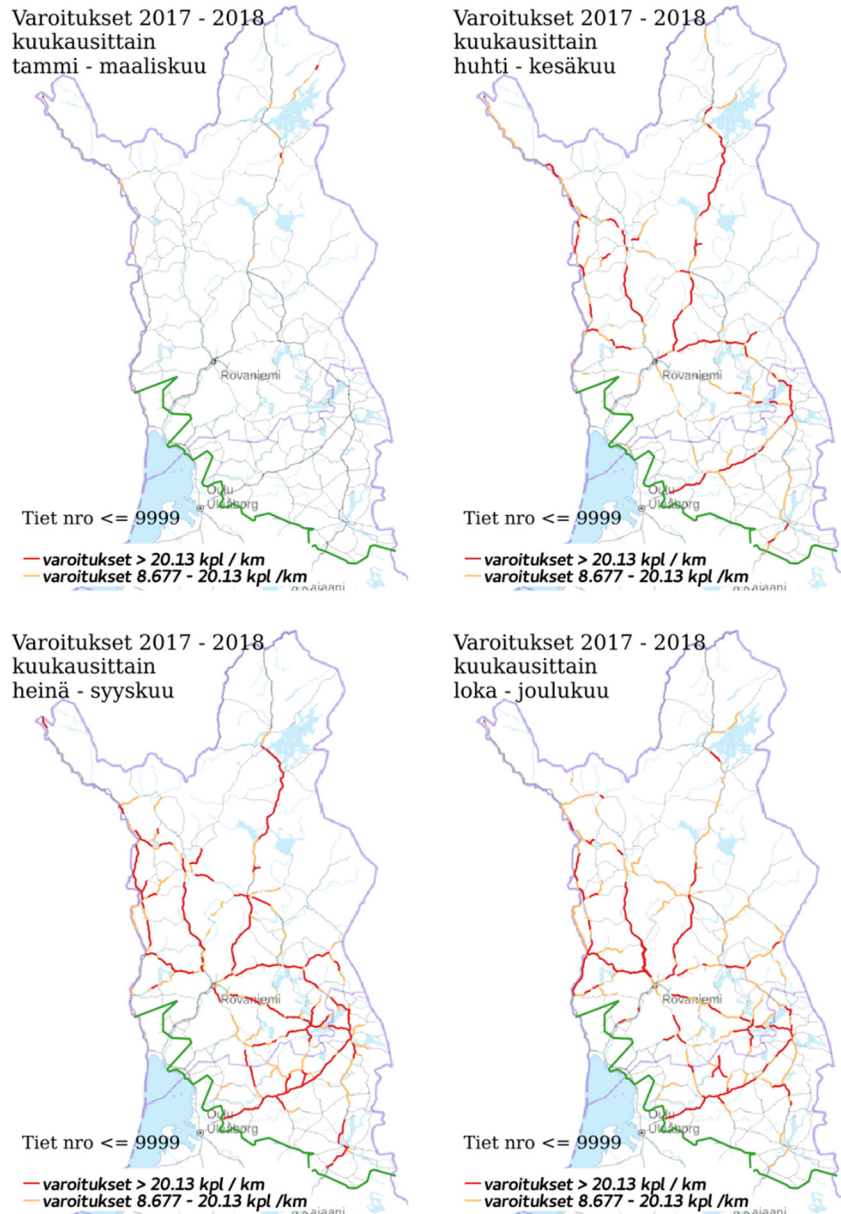 Varoitukset 2017 - 2018
kuukausittain
tammi - maaliskuu
Rovaniemi
Oulu
Uleåborg
Tiet nro <= 9999
varoitukset > 20.13 kpl / km
varoitukset 8.677 - 20.13 kpl /km
Varoitukset 2017 - 2018
kuukausittain
huhti - kesäkuu
Rovaniemi
Oulu
Uleåborg
Tiet nro <= 9999
varoitukset > 20.13 kpl / km
varoitukset 8.677 - 20.13 kpl /km
Varoitukset 2017 - 2018
kuukausittain
heinä - syyskuu
Rovaniemi
Oulu
Uleåborg
Tiet nro <= 9999
varoitukset > 20.13 kpl / km
varoitukset 8.677 - 20.13 kpl /km
Varoitukset 2017 - 2018
kuukausittain
loka - joulukuu
Rovaniemi
Oulu
Uleåborg
Tiet nro <= 9999
varoitukset > 20.13 kpl / km
varoitukset 8.677 - 20.13 kpl /km